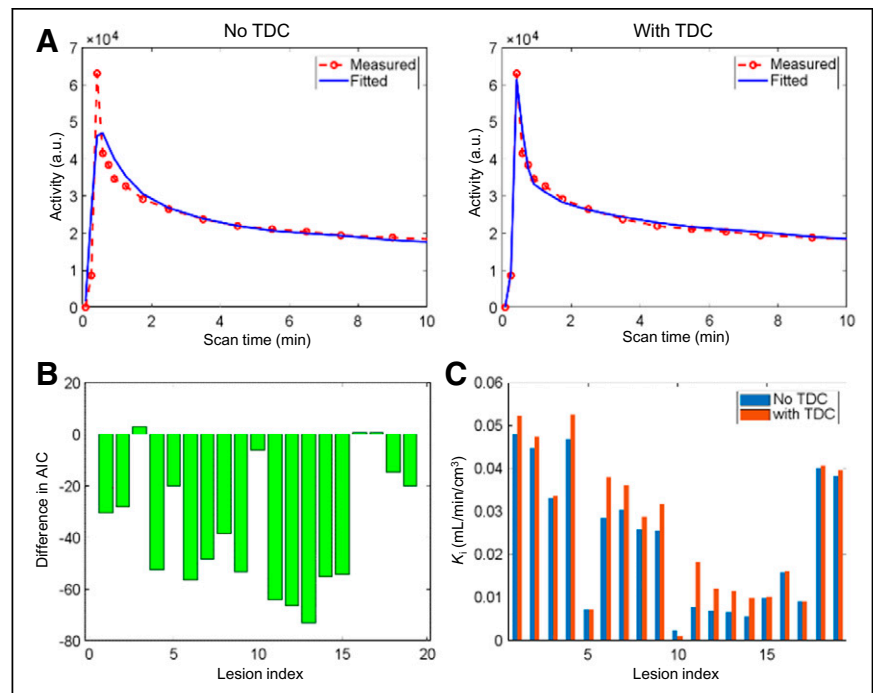 A
No TDC
×10⁴
7
6
5
4
3
2
1
0
Activity (a.u.)
Measured
Fitted
0 2 4 6 8 10
Scan time (min)
With TDC
×10⁴
7
6
5
4
3
2
1
0
Activity (a.u.)
Measured
Fitted
0 2 4 6 8 10
Scan time (min)
B
20
0
-20
-40
-60
-80
Difference in AIC
0 5 10 15 20
Lesion index
C
0.06
0.05
0.04
0.03
0.02
0.01
0
Ki (mL/min/cm³)
No TDC
with TDC
5 10 15
Lesion index